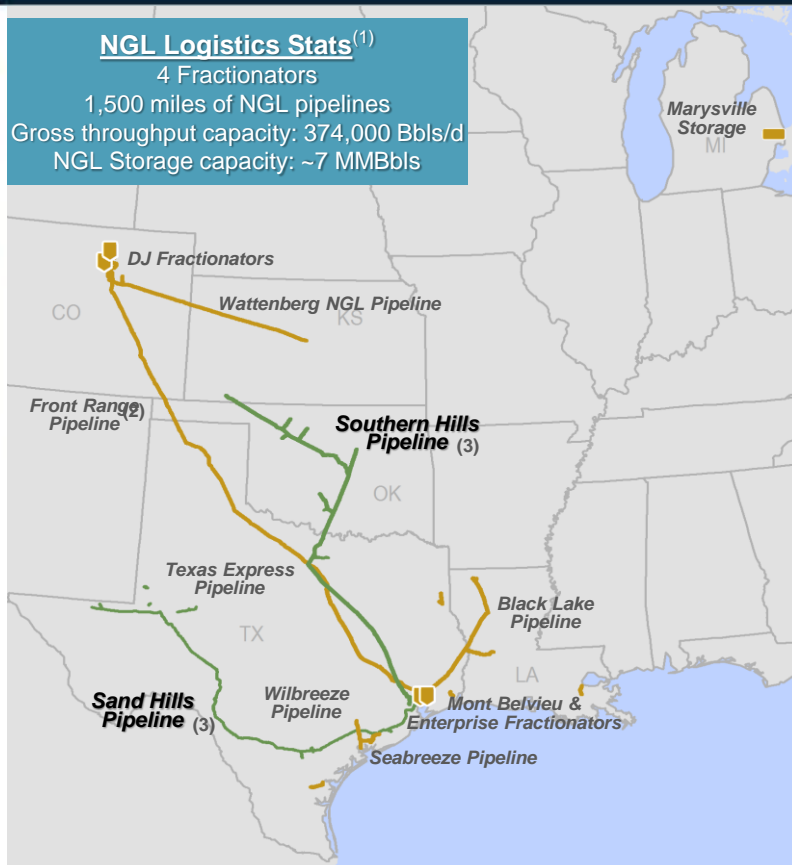 NGL Logistics Stats(1)
4 Fractionators
1,500 miles of NGL pipelines
Gross throughput capacity: 374,000 Bbls/d
NGL Storage capacity: ~7 MMBbls
Marysville
Storage
MI
DJ Fractionators
Wattenberg NGL Pipeline
CO
KS
Front Range
Pipeline (2)
Southern Hills
Pipeline (3)
OK
Texas Express
Pipeline
Black Lake
Pipeline
TX
LA
Sand Hills
Pipeline (3)
Wilbreeze
Pipeline
Mont Belvieu &
Enterprise Fractionators
Seabreeze Pipeline